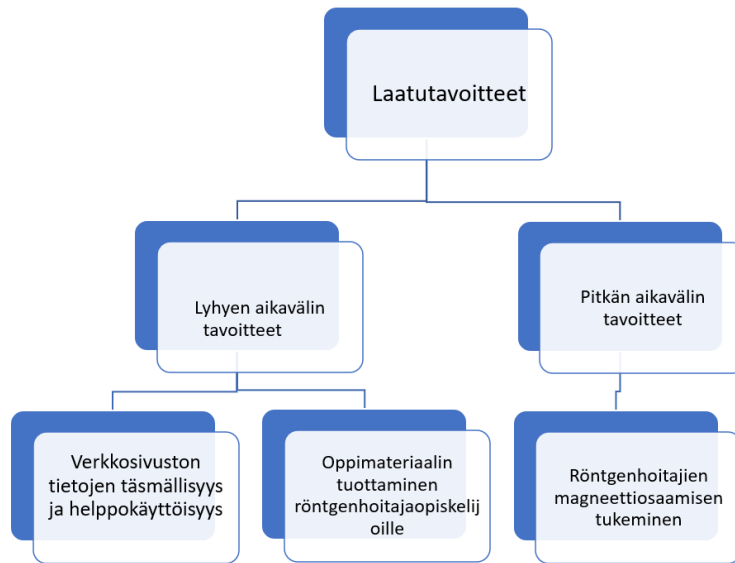 Laatutavoitteet
Lyhyen aikavälin
tavoitteet
Pitkän aikavälin
tavoitteet
Verkkosivuston
tietojen täsmällisyys
ja helppokäyttöisyys
Oppimateriaalin
tuottaminen
röntgenhoitajaopiskelij
oille
Röntgenhoitajien
magneettiosaamisen
tukeminen